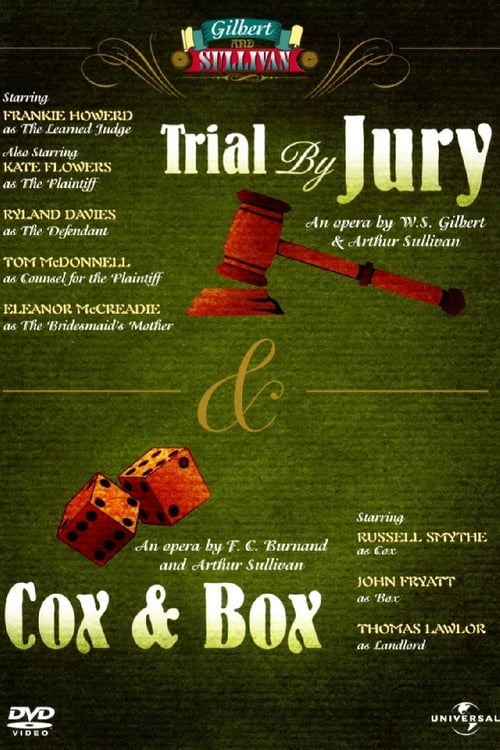 Gilbert
AND
SULLIVAN
Starring
FRANKIE HOWERD
as The Learned Judge
Also Starring
KATE FLOWERS
as The Plaintiff
RYLAND DAVIES
as The Defendant
TOM McDONNELL
as Counsel for the Plaintiff
ELEANOR McCREADIE
as The Bridesmaid's Mother
Trial By Jury
An opera by W.S. Gilbert
& Arthur Sullivan
&
An opera by F. C. Burnand
and Arthur Sullivan
Cox & Box
Starring
RUSSELL SMYTHE
as Cox
JOHN FRYATT
as Box
THOMAS LAWLOR
as Landlord
DVD
VIDEO
UNIVERSAL